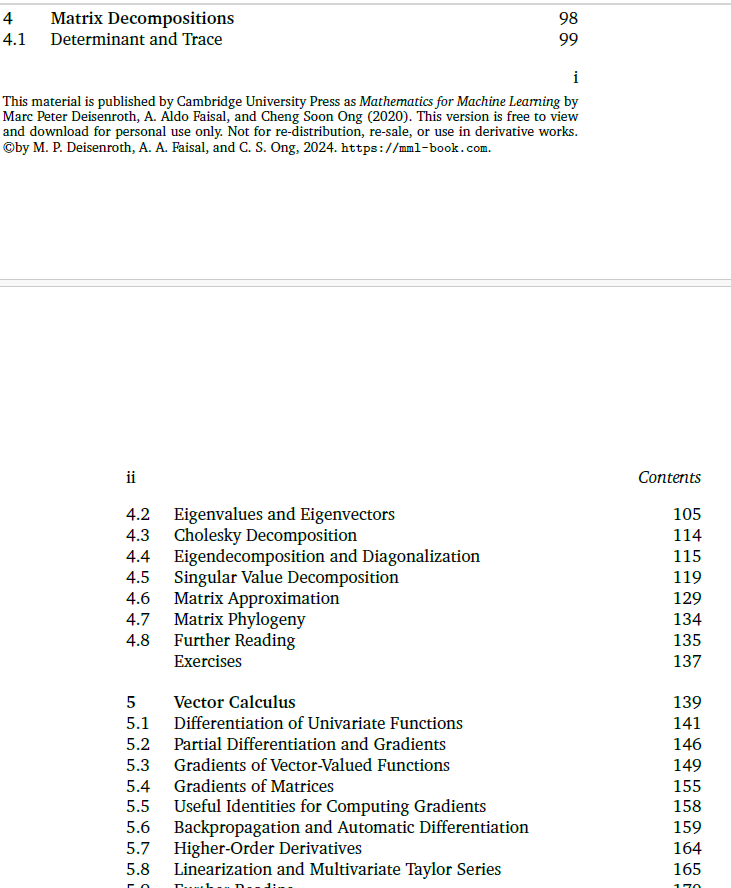 4 Matrix Decompositions 98
4.1 Determinant and Trace 99
i
This material is published by Cambridge University Press as Mathematics for Machine Learning by
Marc Peter Deisenroth, A. Aldo Faisal, and Cheng Soon Ong (2020). This version is free to view
and download for personal use only. Not for re-distribution, re-sale, or use in derivative works.
©by M. P. Deisenroth, A. A. Faisal, and C. S. Ong, 2024. https://mml-book.com.
ii Contents
4.2 Eigenvalues and Eigenvectors 105
4.3 Cholesky Decomposition 114
4.4 Eigendecomposition and Diagonalization 115
4.5 Singular Value Decomposition 119
4.6 Matrix Approximation 129
4.7 Matrix Phylogeny 134
4.8 Further Reading 135
Exercises 137
5 Vector Calculus 139
5.1 Differentiation of Univariate Functions 141
5.2 Partial Differentiation and Gradients 146
5.3 Gradients of Vector-Valued Functions 149
5.4 Gradients of Matrices 155
5.5 Useful Identities for Computing Gradients 158
5.6 Backpropagation and Automatic Differentiation 159
5.7 Higher-Order Derivatives 164
5.8 Linearization and Multivariate Taylor Series 165